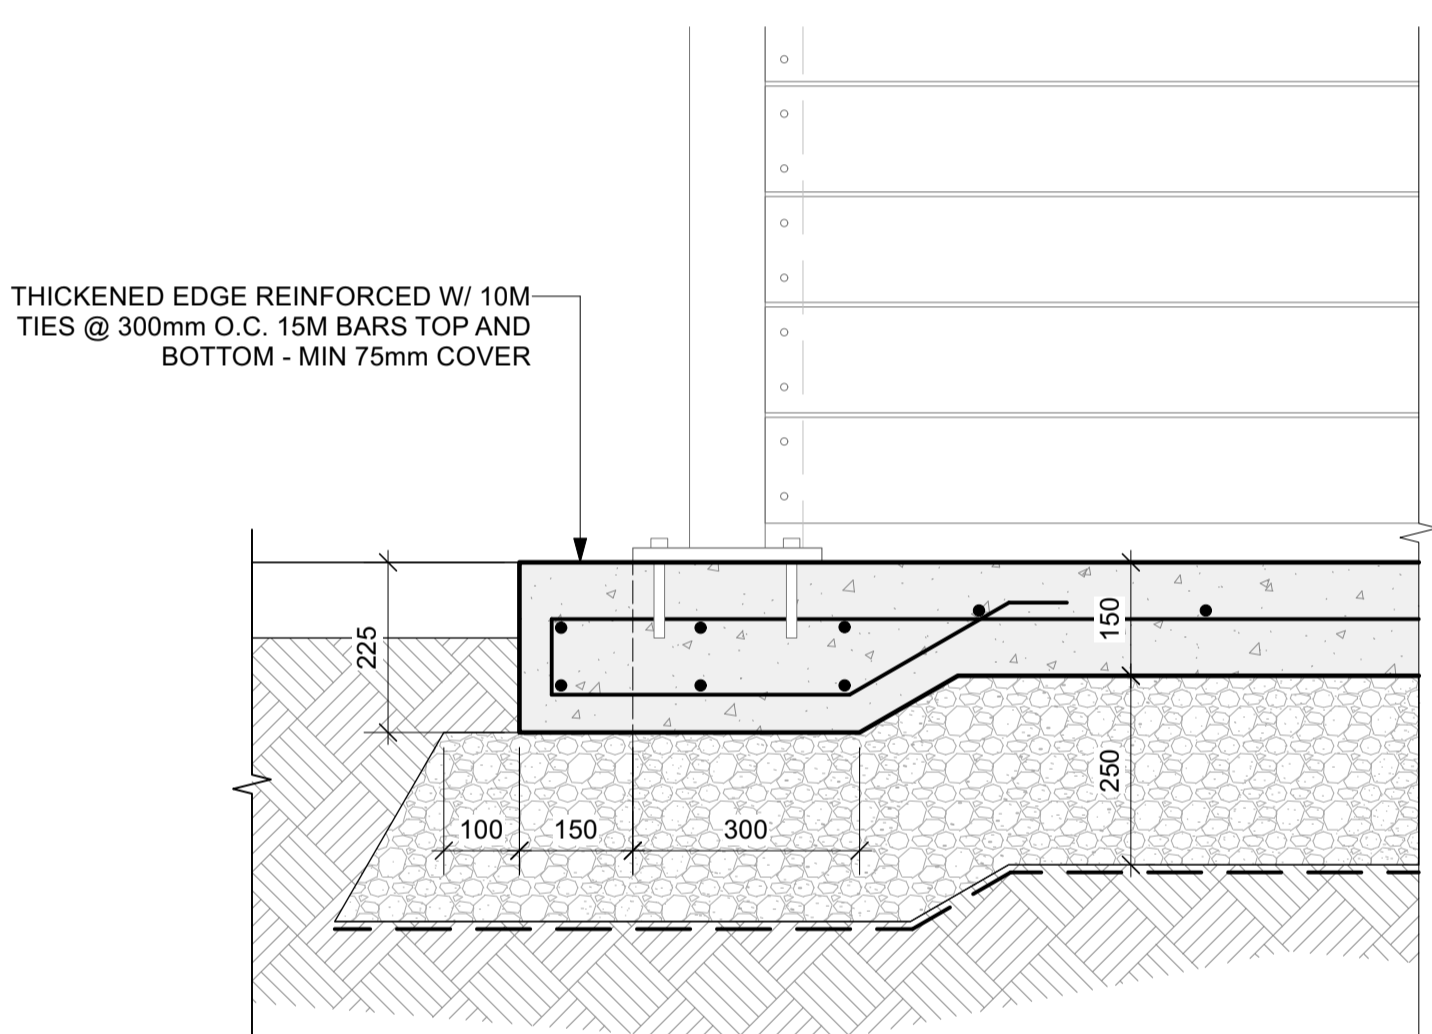 THICKENED EDGE REINFORCED W/ 10M
TIES @ 300mm O.C. 15M BARS TOP AND
BOTTOM - MIN 75mm COVER
225
150
250
100
150
300